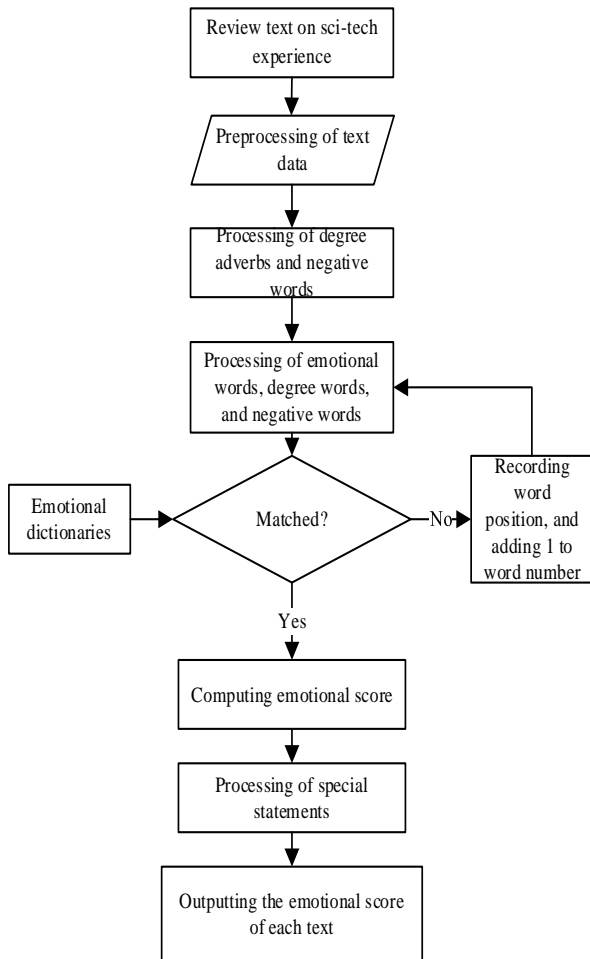 Review text on sci-tech
experience
Preprocessing of text
data
Processing of degree
adverbs and negative
words
Processing of emotional
words, degree words,
and negative words
Emotional
dictionaries
Matched?
No
Recording
word
position, and
adding 1 to
word number
Yes
Computing emotional score
Processing of special
statements
Outputting the emotional score
of each text